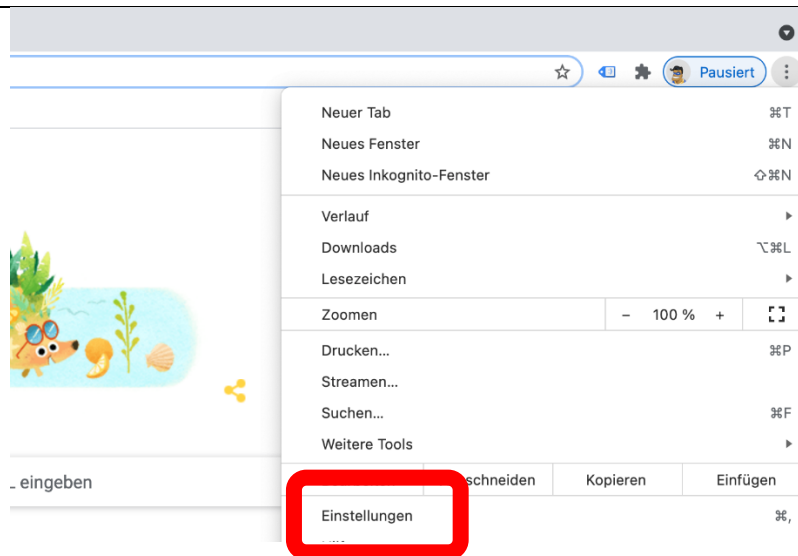 Pausiert
Neuer Tab ⌘T
Neues Fenster ⌘N
Neues Inkognito-Fenster ⇧⌘N
Verlauf
Downloads ⌥⌘L
Lesezeichen
Zoomen − 100 % +
Drucken... ⌘P
Streamen...
Suchen... ⌘F
Weitere Tools
schneiden Kopieren Einfügen
eingeben
Einstellungen ⌘,